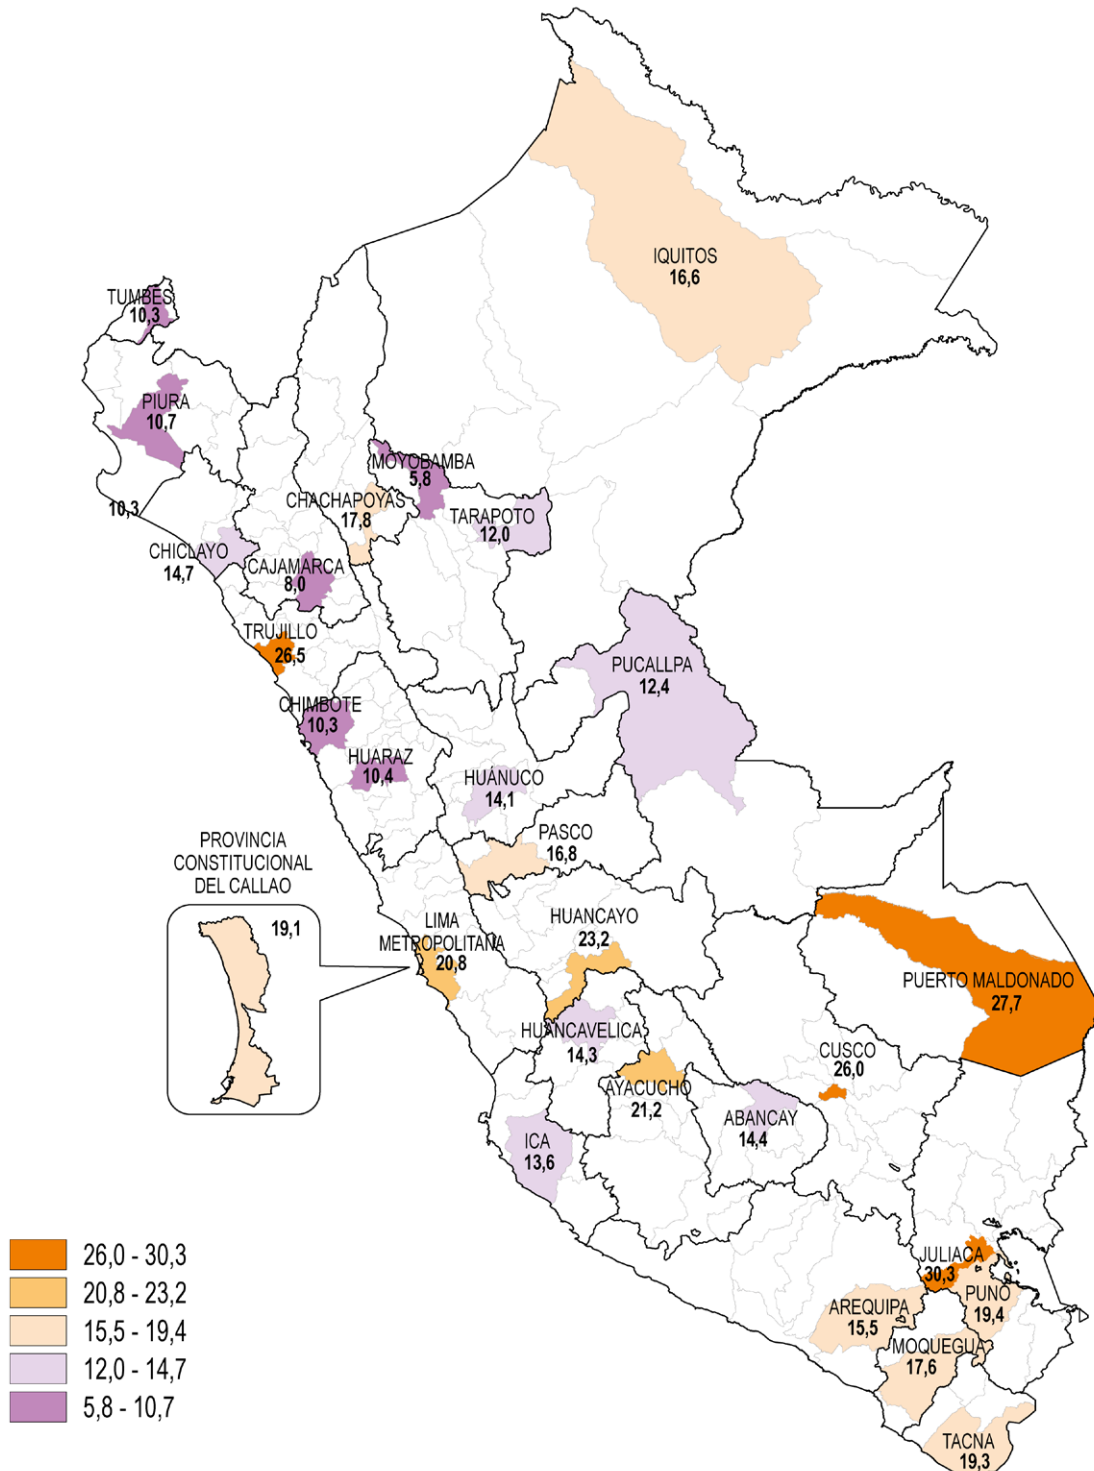 IQUITOS
16,6
TUMBES
10,3
PIURA
10,7
MOYOBAMBA
5,8
CHACHAPOYAS
17,8
TARAPOTO
12,0
10,3
CHICLAYO
14,7
CAJAMARCA
8,0
TRUJILLO
26,5
PUCALLPA
12,4
CHIMBOTE
10,3
HUARAZ
10,4
HUÁNUCO
14,1
PASCO
16,8
PROVINCIA
CONSTITUCIONAL
DEL CALLAO
19,1
LIMA
METROPOLITANA
20,8
HUANCAYO
23,2
PUERTO MALDONADO
27,7
HUANCAVELICA
14,3
CUSCO
26,0
AYACUCHO
21,2
ABANCAY
14,4
ICA
13,6
JULIACA
30,3
PUNO
19,4
AREQUIPA
15,5
MOQUEGUA
17,6
TACNA
19,3
26,0 - 30,3
20,8 - 23,2
15,5 - 19,4
12,0 - 14,7
5,8 - 10,7